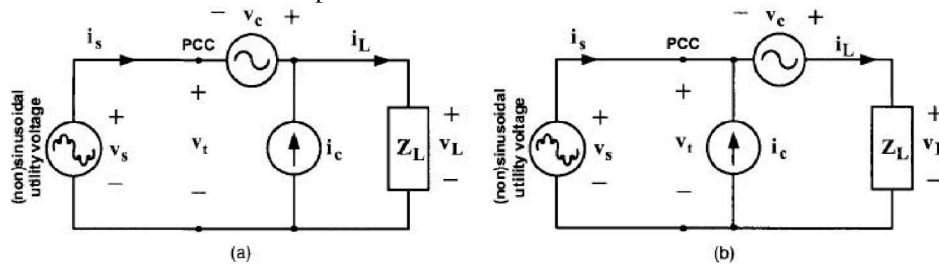 − v_c +
i_s
PCC
i_L
(non)sinusoidal
utility voltage
+
v_s
−
+
v_t
−
i_c
Z_L
+
v_L
−
(a)
− v_c +
i_s
PCC
i_L
(non)sinusoidal
utility voltage
+
v_s
−
+
v_t
−
i_c
Z_L
+
v_L
−
(b)